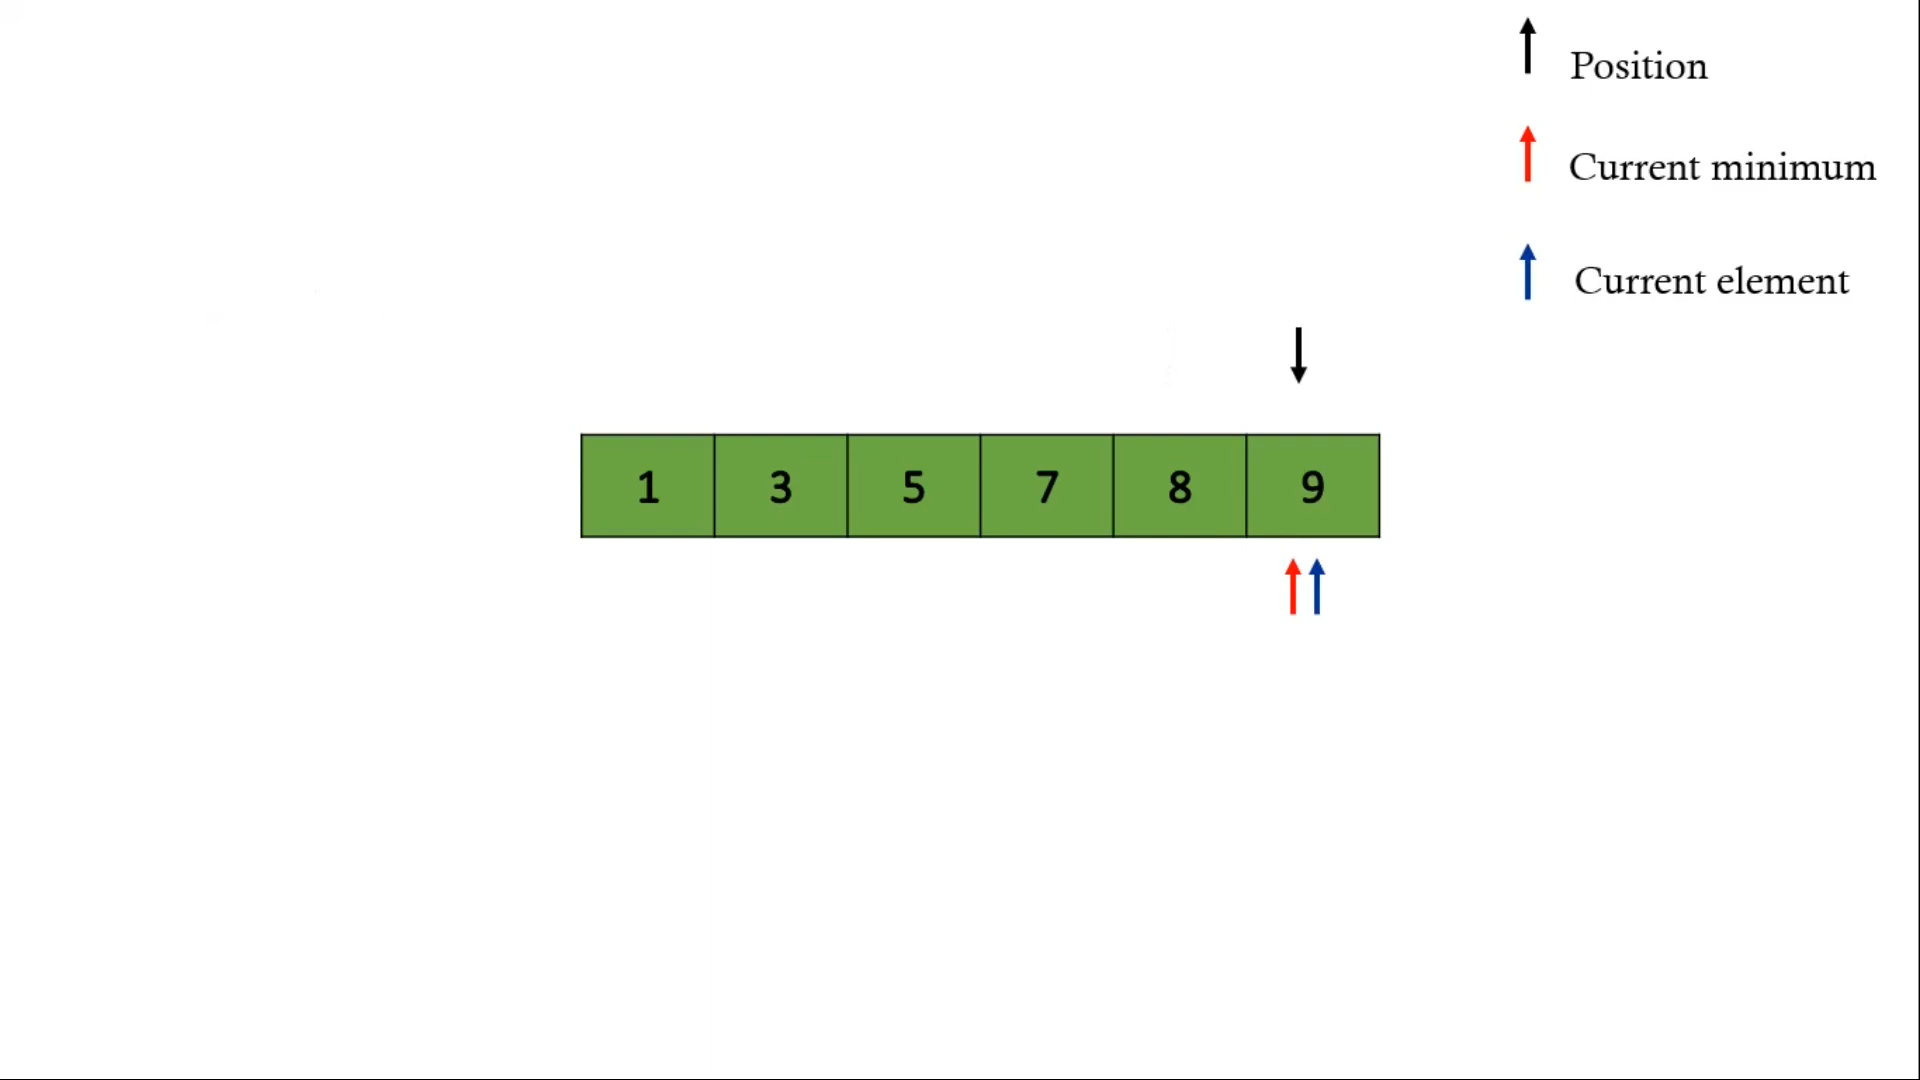 Position
Current minimum
Current element
1 3 5 7 8 9